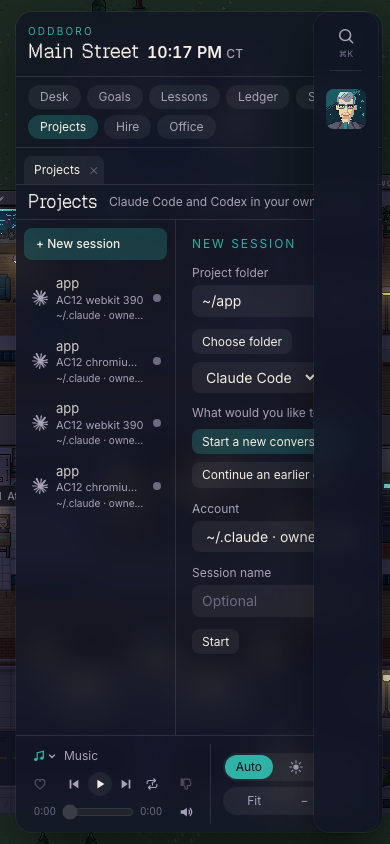 ODDBORO
Main Street 10:17 PM CT
⌘K
Desk Goals Lessons Ledger S
Projects Hire Office
Projects ×
Projects Claude Code and Codex in your own
+ New session
NEW SESSION
app
AC12 webkit 390
~/.claude · owne...
app
AC12 chromiu...
~/.claude · owne...
app
AC12 webkit 390
~/.claude · owne...
app
AC12 chromiu...
~/.claude · owne...
Project folder
~/app
Choose folder
Claude Code
What would you like t
Start a new convers
Continue an earlier
Account
~/.claude · owne
Session name
Optional
Start
Music
0:00 0:00
Auto
Fit −